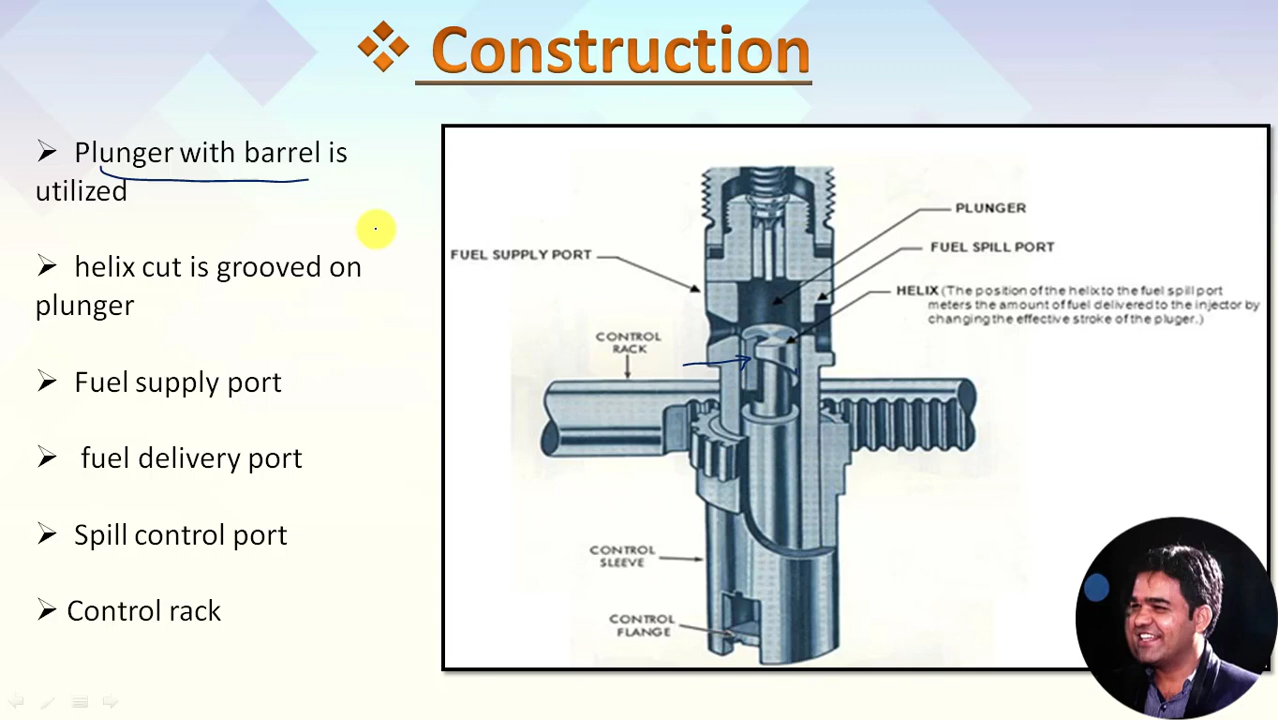 ❖ Construction
➢ Plunger with barrel is
utilized
➢ helix cut is grooved on
plunger
➢ Fuel supply port
➢ fuel delivery port
➢ Spill control port
➢ Control rack
PLUNGER
FUEL SUPPLY PORT
FUEL SPILL PORT
HELIX (The position of the helix to the fuel spill port
meters the amount of fuel delivered to the injector by
changing the effective stroke of the pluger.)
CONTROL
RACK
CONTROL
SLEEVE
CONTROL
FLANGE